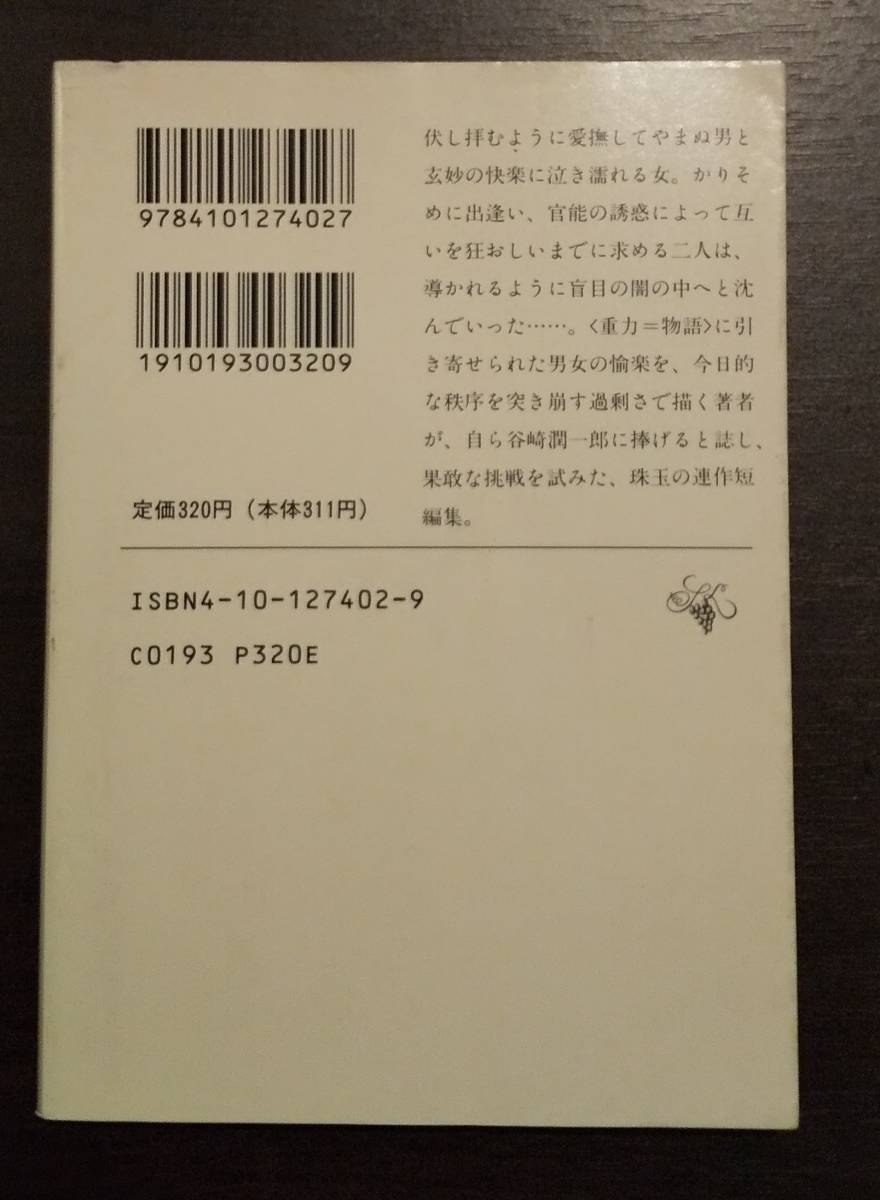 9784101274027
1910193003209
定価320円(本体311円)
伏し拝むように愛撫してやまぬ男と
玄妙の快楽に泣き濡れる女。かりそ
めに出逢い、官能の誘惑によって互
いを狂おしいまでに求める二人は、
導かれるように盲目の闇の中へと沈
んでいった……。〈重力=物語〉に引
き寄せられた男女の愉楽を、今日的
な秩序を突き崩す過剰さで描く著者
が、自ら谷崎潤一郎に捧げると誌し、
果敢な挑戦を試みた、珠玉の連作短
編集。
ISBN4-10-127402-9
C0193 P320E